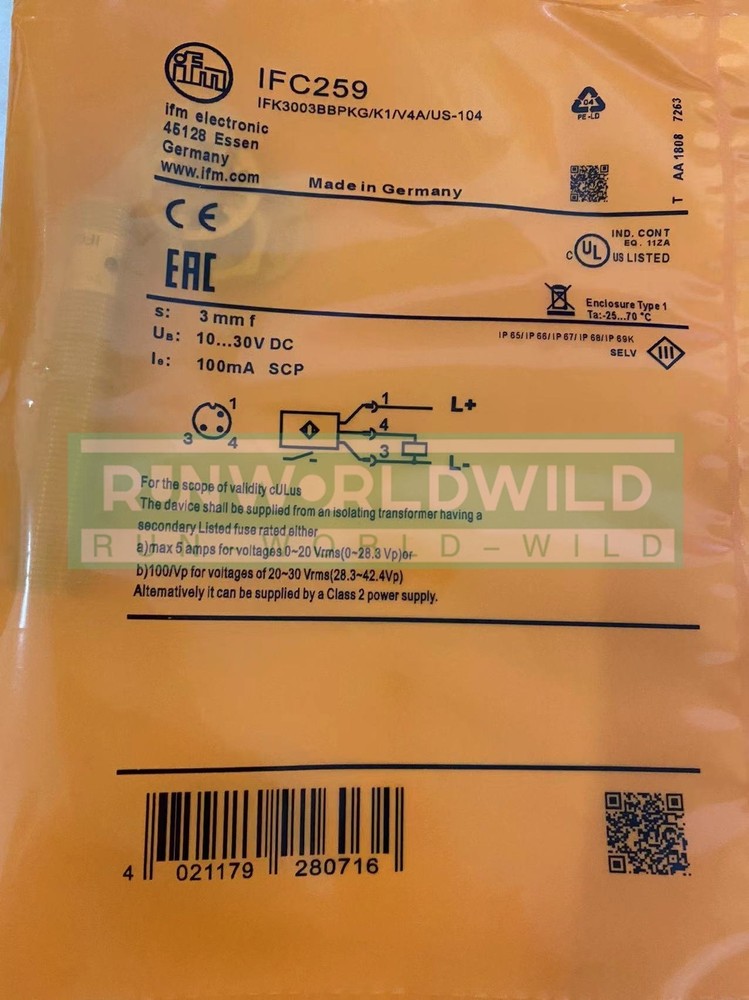 ifm
IFC259
IFK3003BBPKG/K1/V4A/US-104
ifm electronic
45128 Essen
Germany
www.ifm.com
Made in Germany
04
PE-LD
T AA 1808 7263
CE
EAC
IND. CONT
EQ. 11ZA
C UL US LISTED
Enclosure Type 1
Ta:-25...70 °C
s: 3 mm f
UB: 10...30V DC
Ie: 100mA SCP
IP 65/ IP 66/ IP 67/ IP 68/ IP 69K
SELV III
1
3 4
1 L+
4
3 L-
RUNWORLDWILD
RUN-WORLD-WILD
For the scope of validity cULus
The device shall be supplied from an isolating transformer having a
secondary Listed fuse rated either
a)max 5 amps for voltages 0~20 Vrms(0~28.3 Vp)or
b)100/Vp for voltages of 20~30 Vrms(28.3~42.4Vp)
Alternatively it can be supplied by a Class 2 power supply.
4 021179 280716